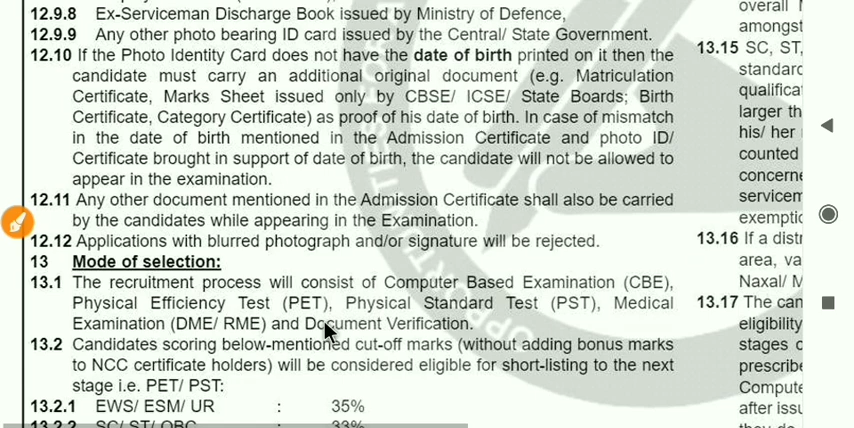 12.9.8 Ex-Serviceman Discharge Book issued by Ministry of Defence,
12.9.9 Any other photo bearing ID card issued by the Central/ State Government.
12.10 If the Photo Identity Card does not have the date of birth printed on it then the
candidate must carry an additional original document (e.g. Matriculation
Certificate, Marks Sheet issued only by CBSE/ ICSE/ State Boards; Birth
Certificate, Category Certificate) as proof of his date of birth. In case of mismatch
in the date of birth mentioned in the Admission Certificate and photo ID/
Certificate brought in support of date of birth, the candidate will not be allowed to
appear in the examination.
12.11 Any other document mentioned in the Admission Certificate shall also be carried
by the candidates while appearing in the Examination.
12.12 Applications with blurred photograph and/or signature will be rejected.
13 Mode of selection:
13.1 The recruitment process will consist of Computer Based Examination (CBE),
Physical Efficiency Test (PET), Physical Standard Test (PST), Medical
Examination (DME/ RME) and Document Verification.
13.2 Candidates scoring below-mentioned cut-off marks (without adding bonus marks
to NCC certificate holders) will be considered eligible for short-listing to the next
stage i.e. PET/ PST:
13.2.1 EWS/ ESM/ UR : 35%
13.2.2 SC/ ST/ OBC : 33%
overall
amongst
13.15 SC, ST,
standard
larger
his/ her
counted
13.16 If a
area,
Naxal/
13.17 The
eligibility
stages
after